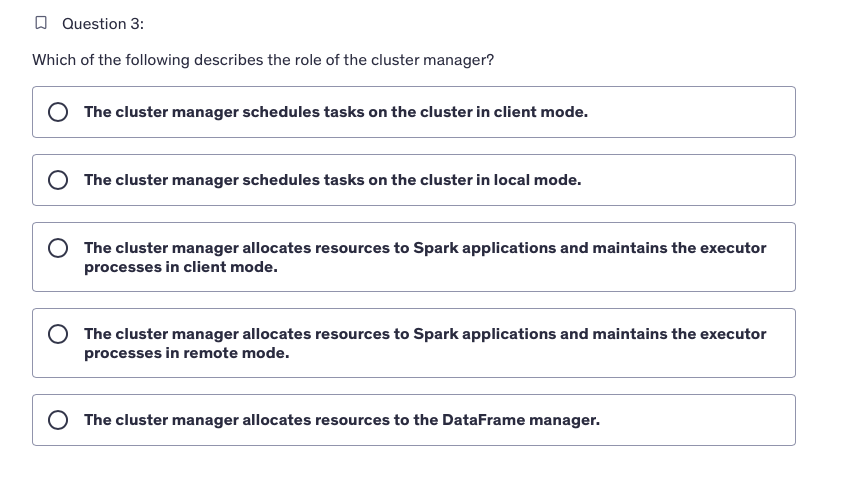 Question 3:
Which of the following describes the role of the cluster manager?
The cluster manager schedules tasks on the cluster in client mode.
The cluster manager schedules tasks on the cluster in local mode.
The cluster manager allocates resources to Spark applications and maintains the executor
processes in client mode.
The cluster manager allocates resources to Spark applications and maintains the executor
processes in remote mode.
The cluster manager allocates resources to the DataFrame manager.